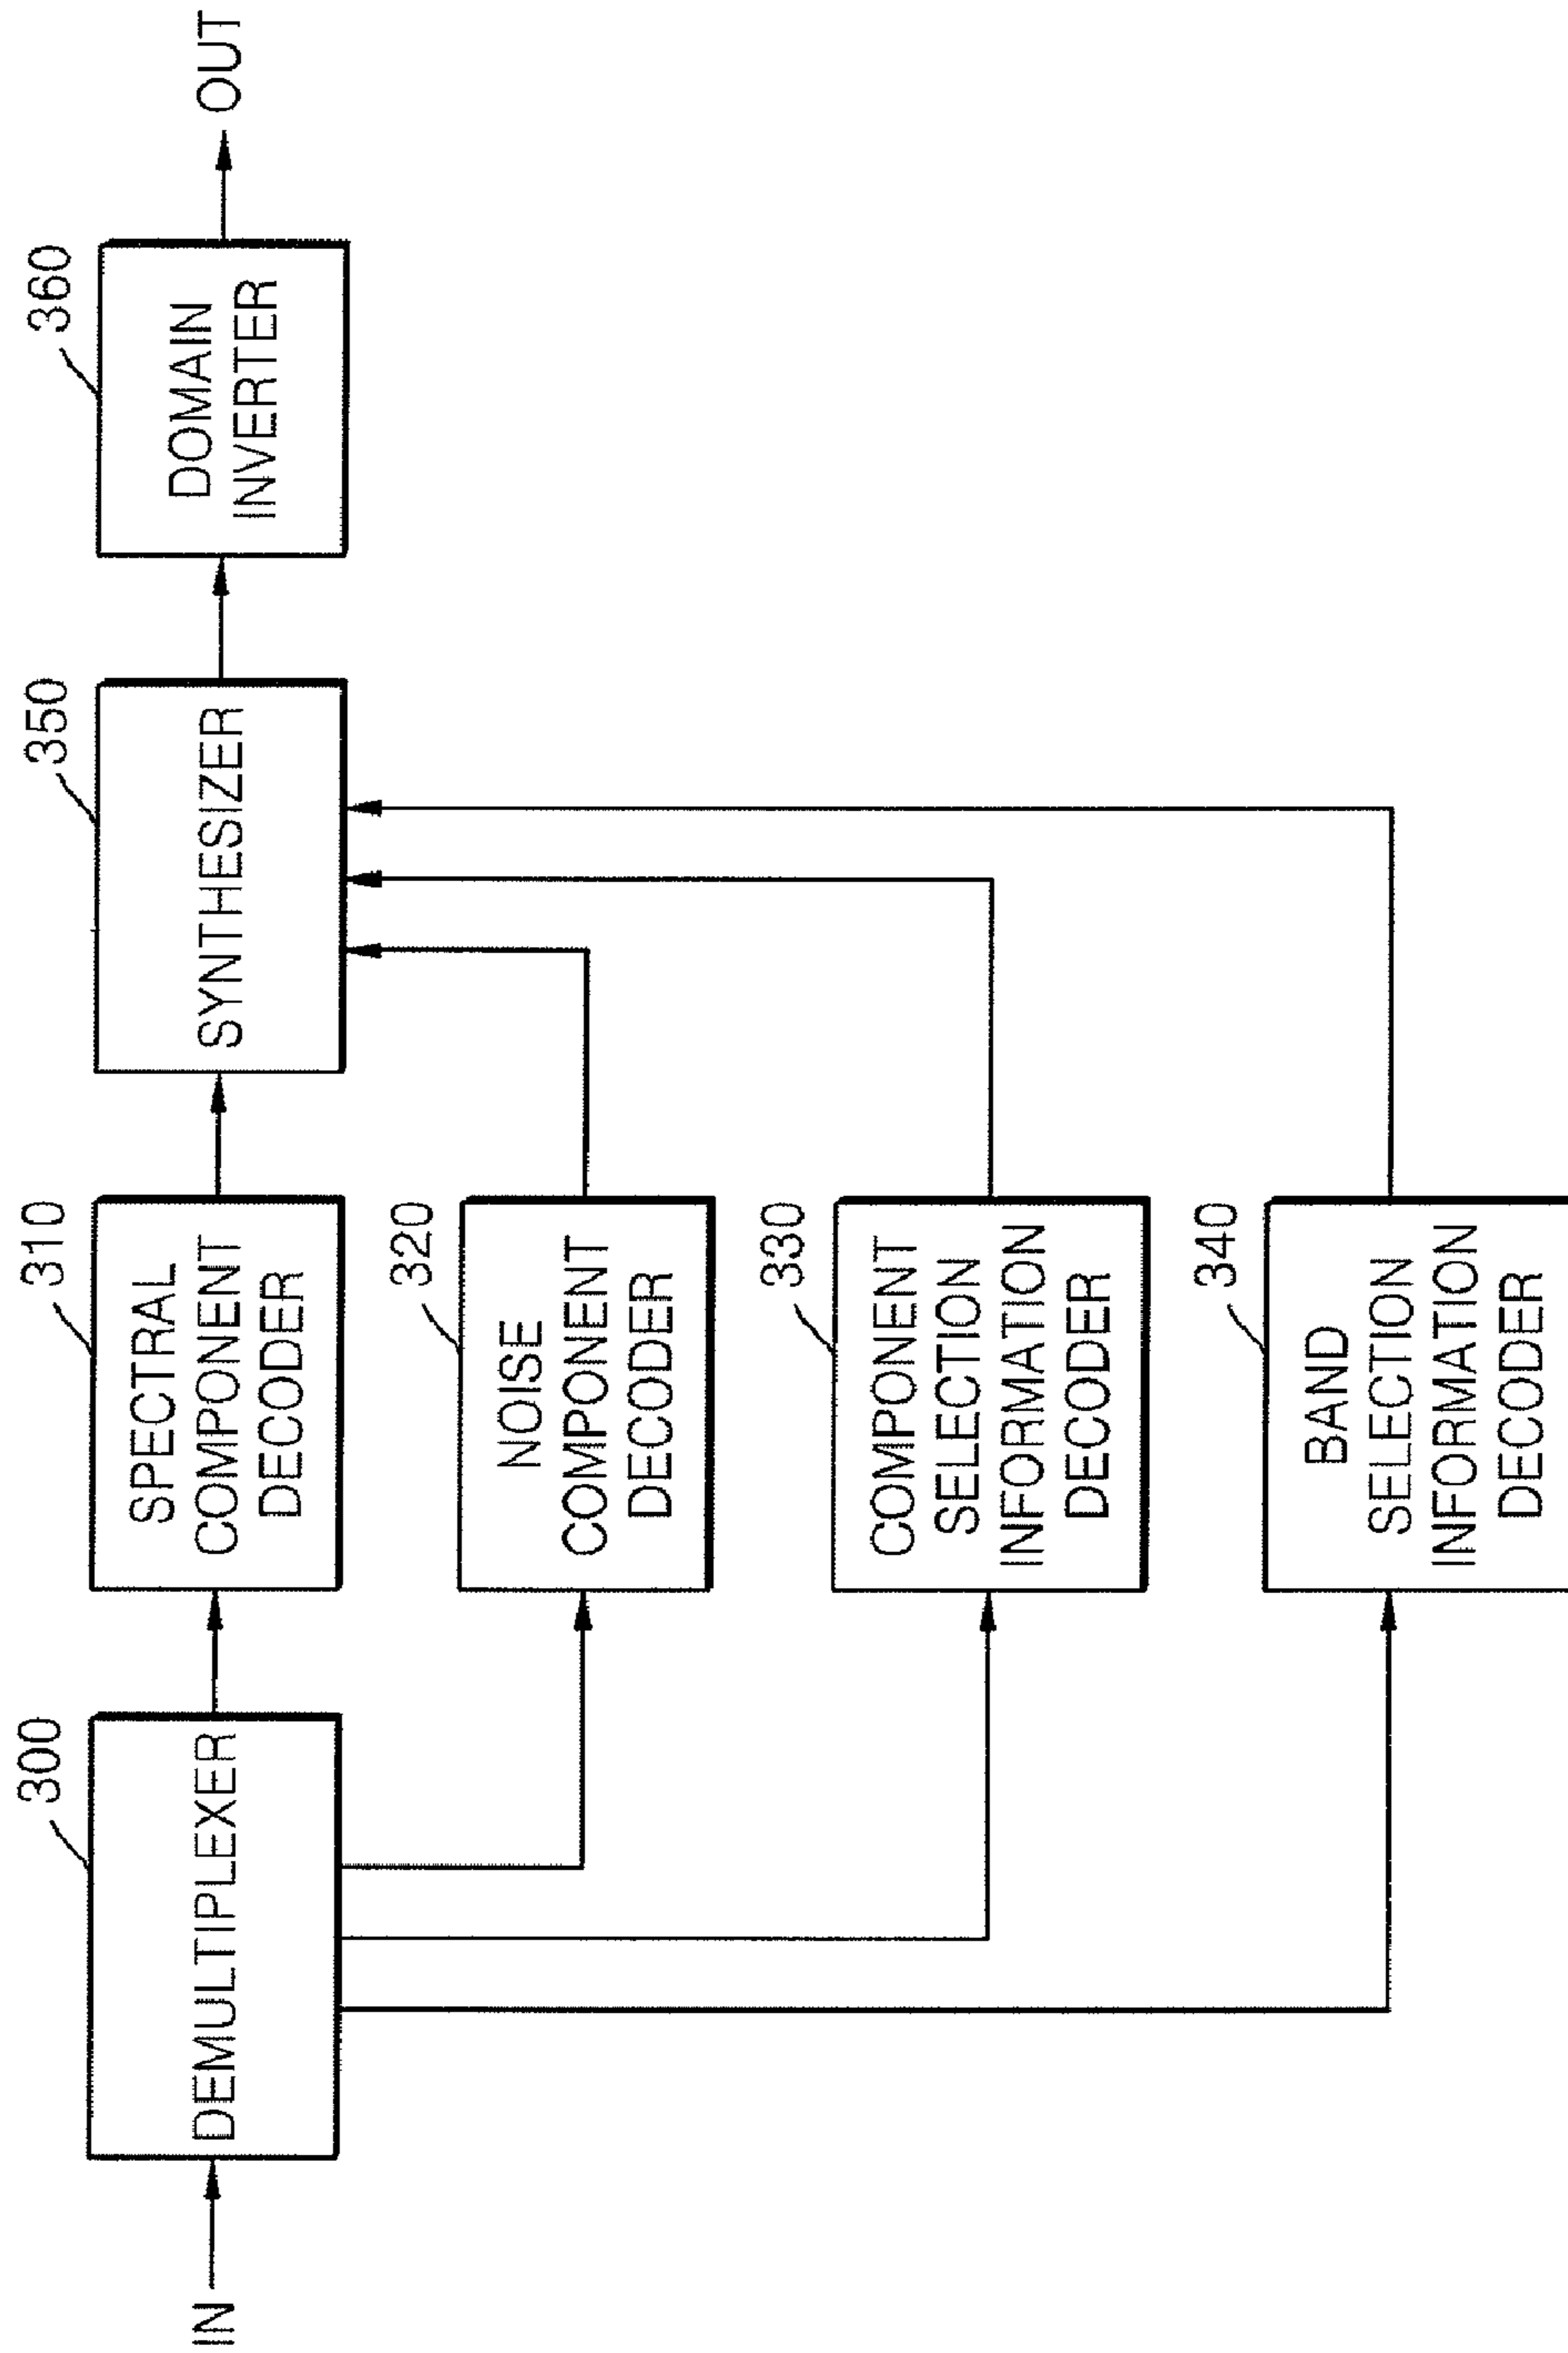 300
310
350
360
IN
DEMULTIPLEXER
SPECTRAL
COMPONENT
DECODER
SYNTHESIZER
DOMAIN
INVERTER
OUT
320
NOISE
COMPONENT
DECODER
330
COMPONENT
SELECTION
INFORMATION
DECODER
340
BAND
SELECTION
INFORMATION
DECODER